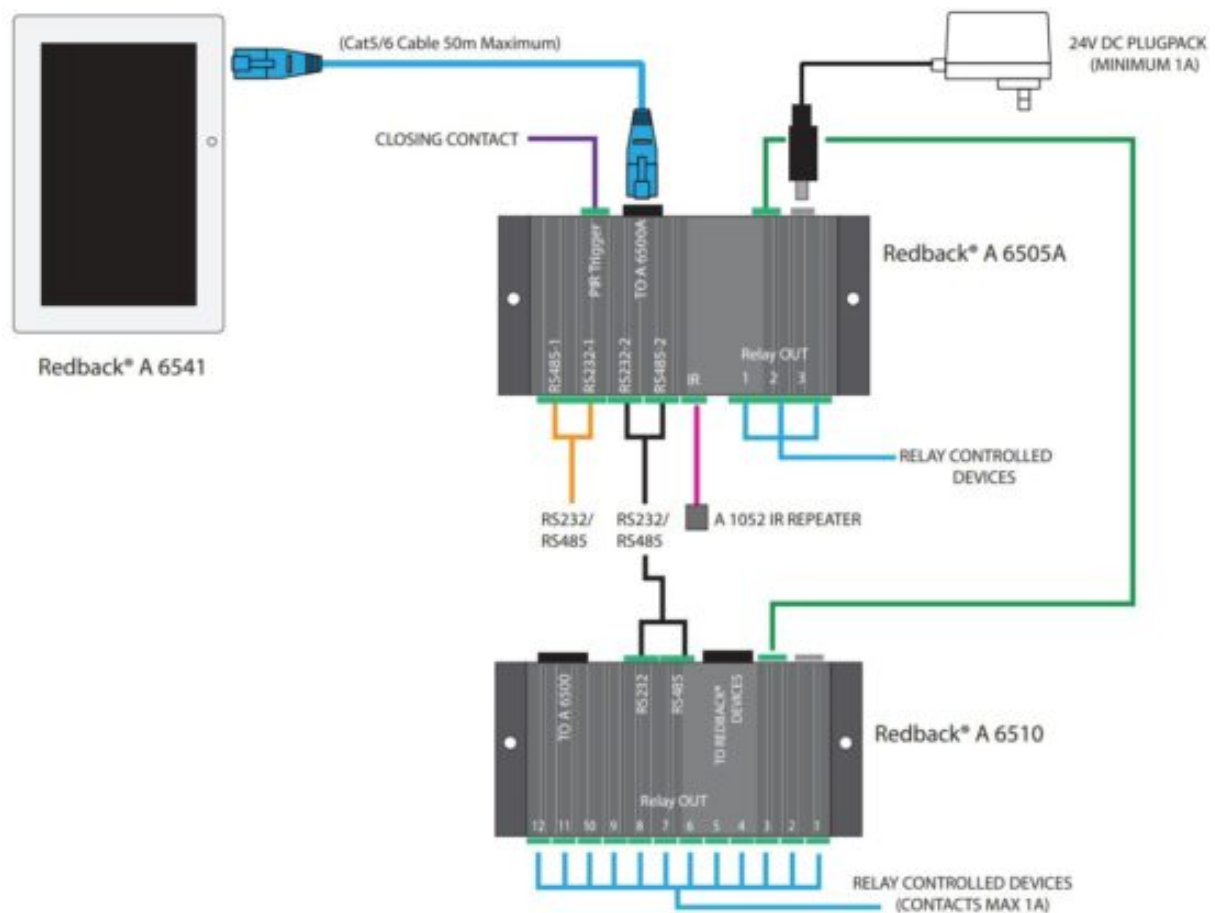 (Cat5/6 Cable 50m Maximum)
24V DC PLUGPACK
(MINIMUM 1A)
CLOSING CONTACT
PIR Trigger
TO A 6500A
Redback® A 6505A
Redback® A 6541
RS485-1
RS232-1
RS232-2
RS485-2
IR
Relay OUT
1 2 3
RELAY CONTROLLED
DEVICES
RS232/
RS485
RS232/
RS485
A 1052 IR REPEATER
TO A 6500
RS232
RS485
TO REDBACK®
DEVICES
Redback® A 6510
Relay OUT
12 11 10 9 8 7 6 5 4 3 2 1
RELAY CONTROLLED DEVICES
(CONTACTS MAX 1A)